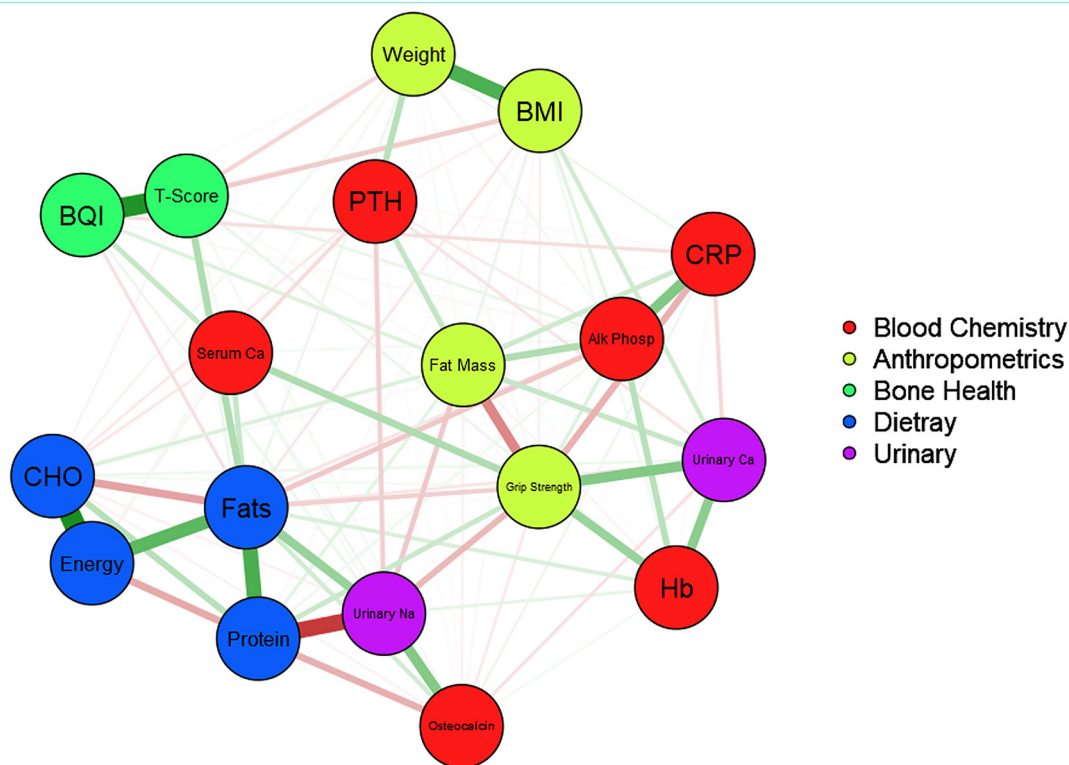 Weight
BMI
T-Score
BQI
PTH
CRP
Alk Phosp
Serum Ca
Fat Mass
Blood Chemistry
Anthropometrics
Bone Health
Dietray
Urinary
Urinary Ca
CHO
Grip Strength
Fats
Energy
Hb
Urinary Na
Protein
Osteocalcin